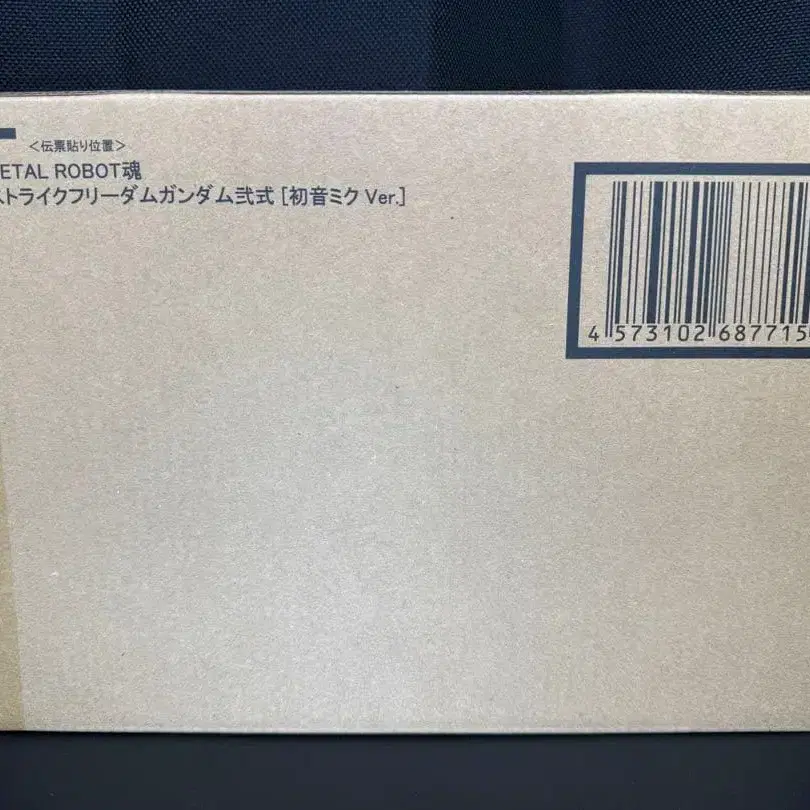 <伝票貼り位置>
ETAL ROBOT魂
ストライクフリーダムガンダム弐式 [初音ミク Ver.]
4 573102 687715